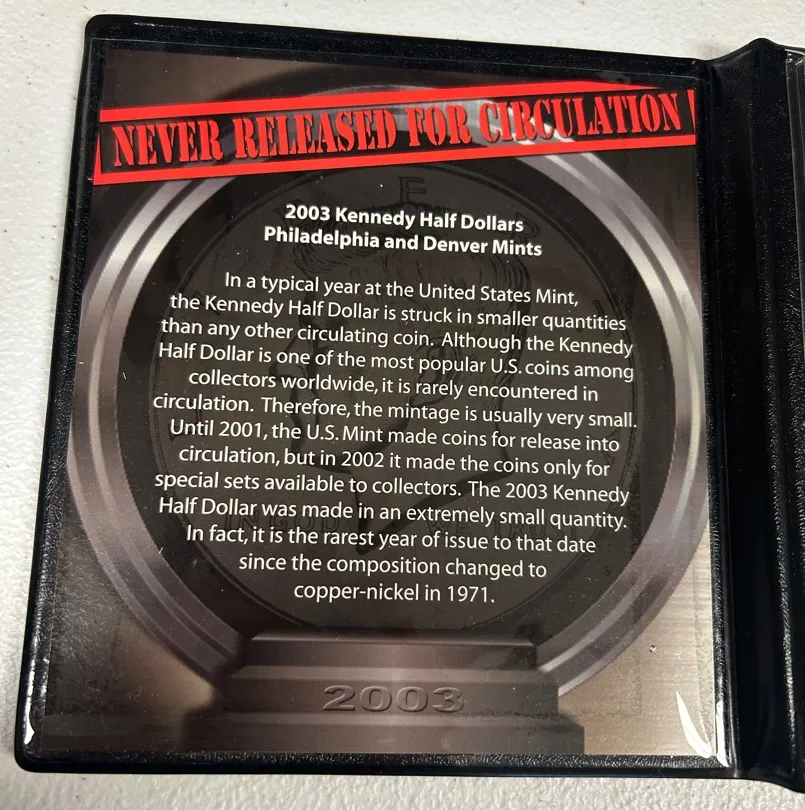 NEVER RELEASED FOR CIRCULATION
2003 Kennedy Half Dollars
Philadelphia and Denver Mints
In a typical year at the United States Mint,
the Kennedy Half Dollar is struck in smaller quantities
than any other circulating coin. Although the Kennedy
Half Dollar is one of the most popular U.S. coins among
collectors worldwide, it is rarely encountered in
circulation. Therefore, the mintage is usually very small.
Until 2001, the U.S. Mint made coins for release into
circulation, but in 2002 it made the coins only for
special sets available to collectors. The 2003 Kennedy
Half Dollar was made in an extremely small quantity.
In fact, it is the rarest year of issue to that date
since the composition changed to
copper-nickel in 1971.
2003